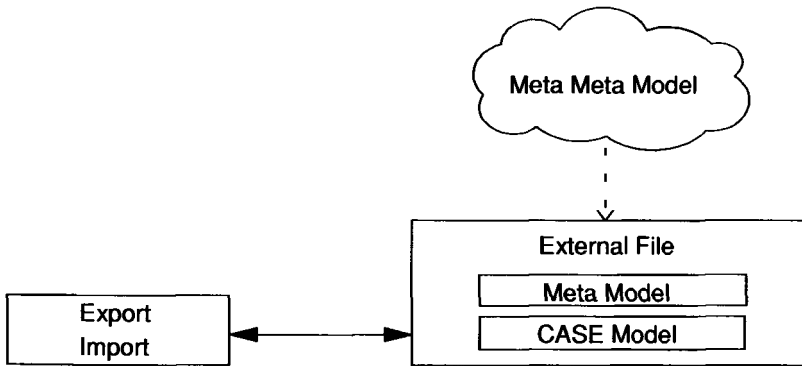 Meta Meta Model
External File
Meta Model
CASE Model
Export
Import